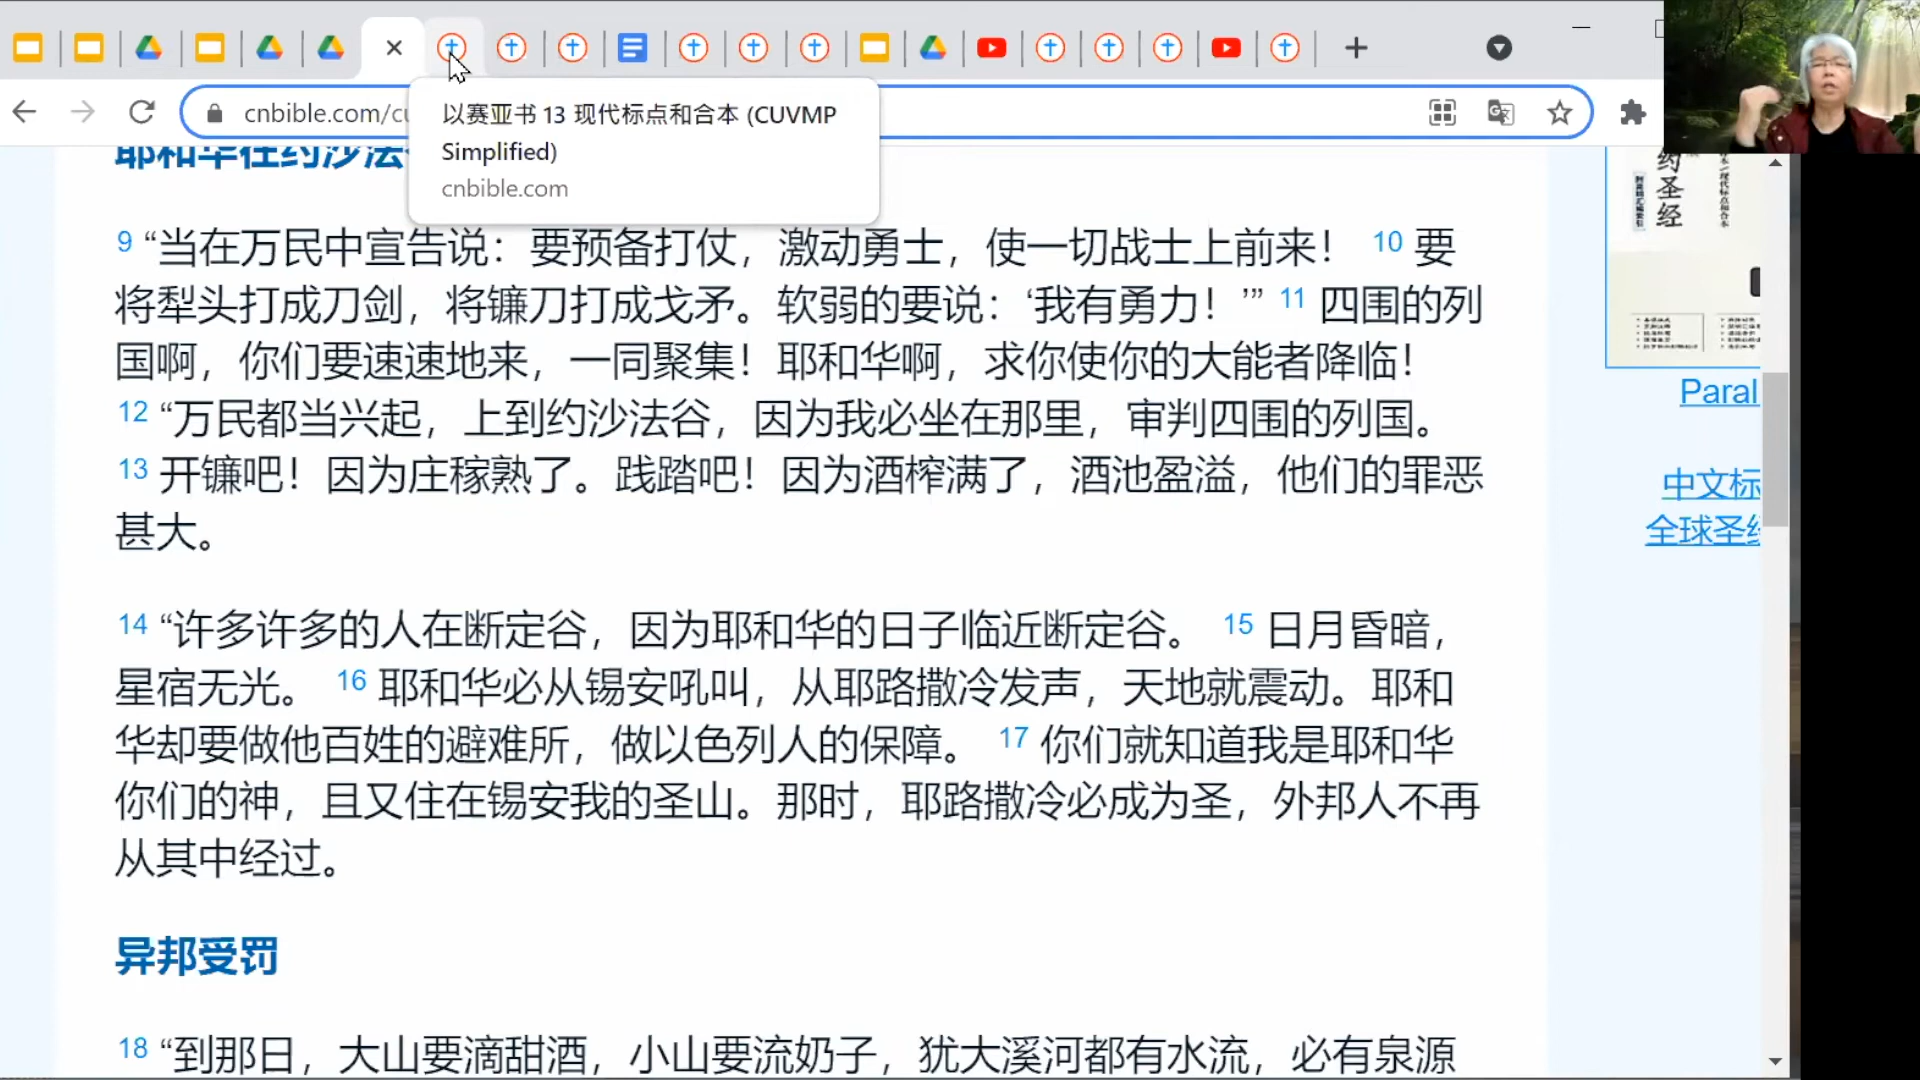 cnbible.com/cu
以赛亚书 13 现代标点和合本 (CUVMP
Simplified)
cnbible.com
耶和华在约沙法
9 “当在万民中宣告说：要预备打仗，激动勇士，使一切战士上前来！ 10 要
将犁头打成刀剑，将镰刀打成戈矛。软弱的要说：‘我有勇力！’” 11 四围的列
国啊，你们要速速地来，一同聚集！耶和华啊，求你使你的大能者降临！
12 “万民都当兴起，上到约沙法谷，因为我必坐在那里，审判四围的列国。
13 开镰吧！因为庄稼熟了。践踏吧！因为酒榨满了，酒池盈溢，他们的罪恶
甚大。
14 “许多许多的人在断定谷，因为耶和华的日子临近断定谷。 15 日月昏暗，
星宿无光。 16 耶和华必从锡安吼叫，从耶路撒冷发声，天地就震动。耶和
华却要做他百姓的避难所，做以色列人的保障。 17 你们就知道我是耶和华
你们的神，且又住在锡安我的圣山。那时，耶路撒冷必成为圣，外邦人不再
从其中经过。
异邦受罚
18 “到那日，大山要滴甜酒，小山要流奶子，犹大溪河都有水流，必有泉源
约圣经
Paral
中文标
全球圣